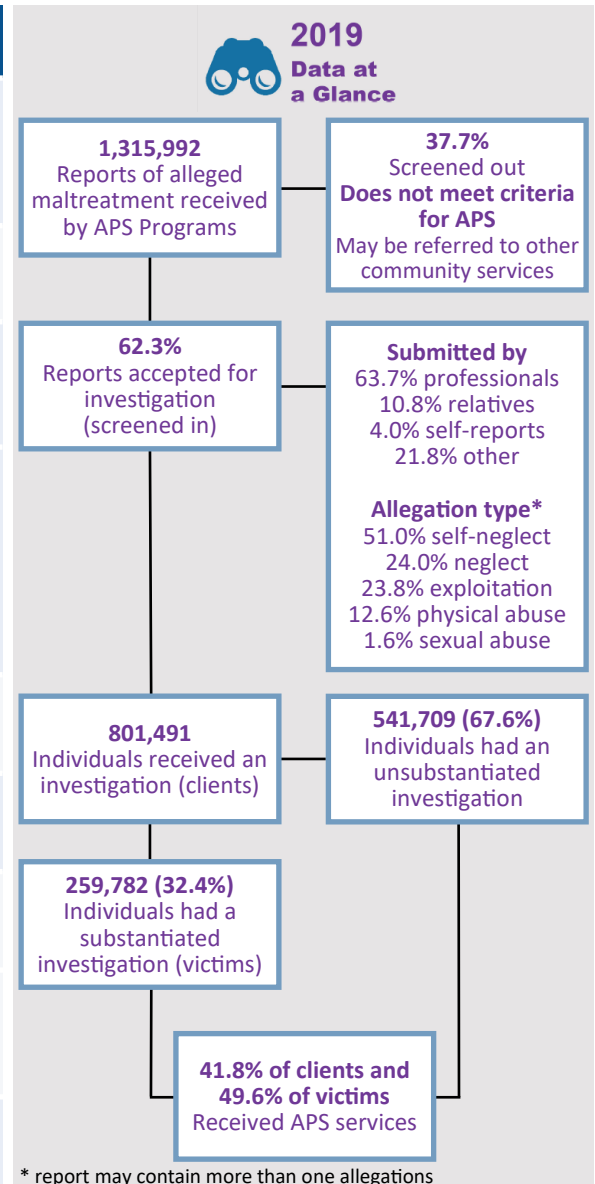 2019
Data at
a Glance
1,315,992
Reports of alleged
maltreatment received
by APS Programs
37.7%
Screened out
Does not meet criteria
for APS
May be referred to other
community services
62.3%
Reports accepted for
investigation
(screened in)
Submitted by
63.7% professionals
10.8% relatives
4.0% self-reports
21.8% other
Allegation type*
51.0% self-neglect
24.0% neglect
23.8% exploitation
12.6% physical abuse
1.6% sexual abuse
801,491
Individuals received an
investigation (clients)
541,709 (67.6%)
Individuals had an
unsubstantiated
investigation
259,782 (32.4%)
Individuals had a
substantiated
investigation (victims)
41.8% of clients and
49.6% of victims
Received APS services
* report may contain more than one allegations